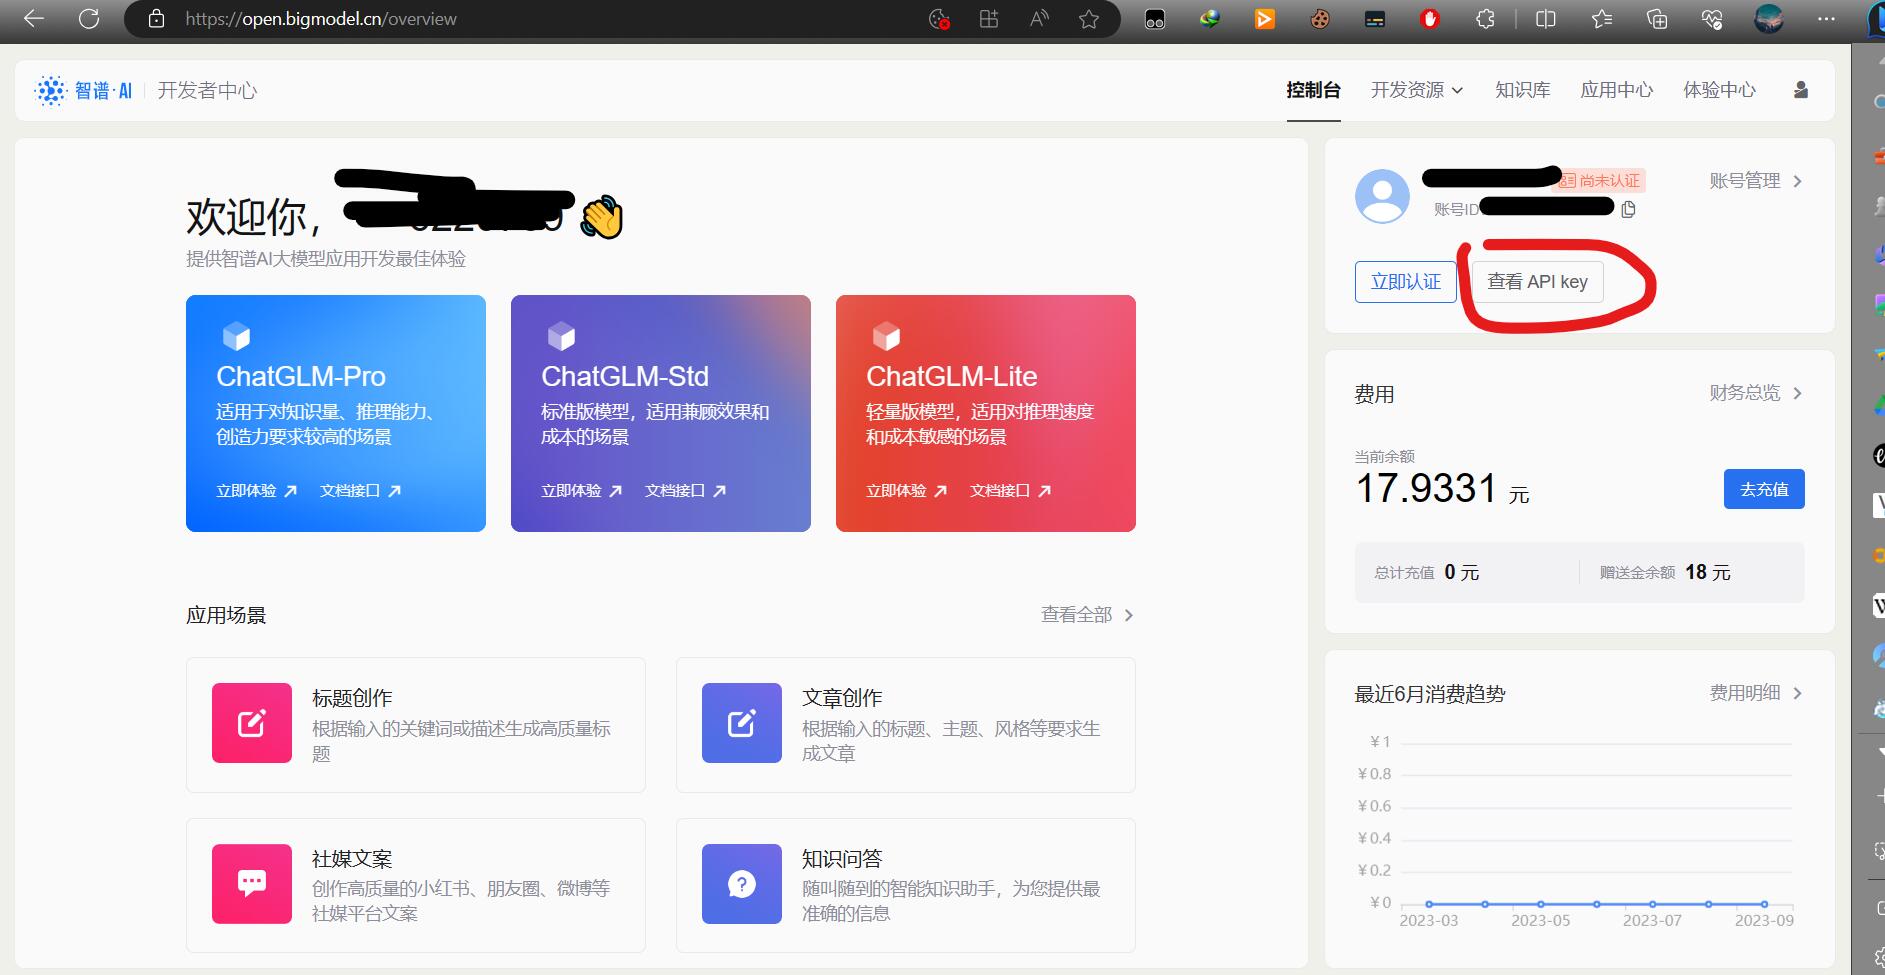 https://open.bigmodel.cn/overview
智谱·AI
开发者中心
控制台
开发资源
知识库
应用中心
体验中心
欢迎你，
提供智谱AI大模型应用开发最佳体验
ChatGLM-Pro
适用于对知识量、推理能力、
创造力要求较高的场景
立即体验 文档接口
ChatGLM-Std
标准版模型，适用兼顾效果和
成本的场景
立即体验 文档接口
ChatGLM-Lite
轻量版模型，适用对推理速度
和成本敏感的场景
立即体验 文档接口
应用场景
查看全部
标题创作
根据输入的关键词或描述生成高质量标
题
文章创作
根据输入的标题、主题、风格等要求生
成文章
社媒文案
创作高质量的小红书、朋友圈、微博等
社媒平台文案
知识问答
随叫随到的智能知识助手，为您提供最
准确的信息
尚未认证
账号管理
账号ID
立即认证
查看 API key
费用
财务总览
当前余额
17.9331 元
去充值
总计充值 0 元
赠送金余额 18 元
最近6月消费趋势
费用明细
¥1
¥0.8
¥0.6
¥0.4
¥0.2
¥0
2023-03 2023-05 2023-07 2023-09